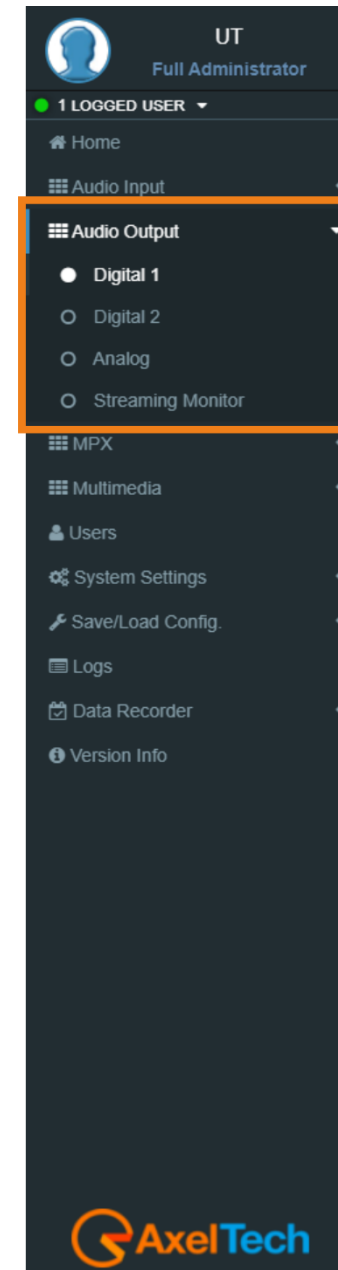 UT
Full Administrator
1 LOGGED USER
Home
Audio Input
Audio Output
Digital 1
Digital 2
Analog
Streaming Monitor
MPX
Multimedia
Users
System Settings
Save/Load Config.
Logs
Data Recorder
Version Info
AxelTech